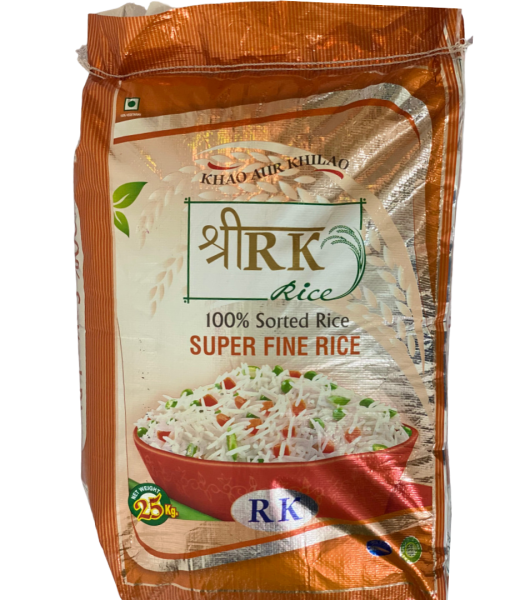 KHAO AUR KHILAO
श्रीRK
Rice
100% Sorted Rice
SUPER FINE RICE
NET WEIGHT
25 Kg.
RK